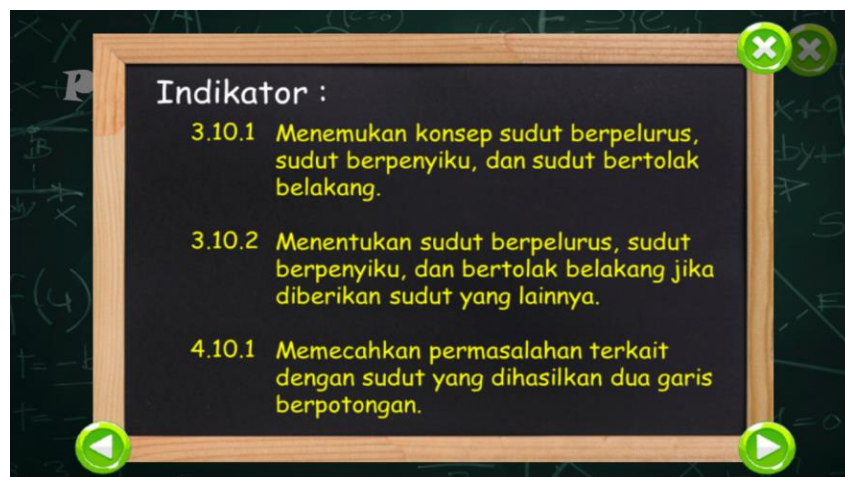 Indikator :
3.10.1 Menemukan konsep sudut berpelurus,
sudut berpenyiku, dan sudut bertolak
belakang.
3.10.2 Menentukan sudut berpelurus, sudut
berpenyiku, dan bertolak belakang jika
diberikan sudut yang lainnya.
4.10.1 Memecahkan permasalahan terkait
dengan sudut yang dihasilkan dua garis
berpotongan.